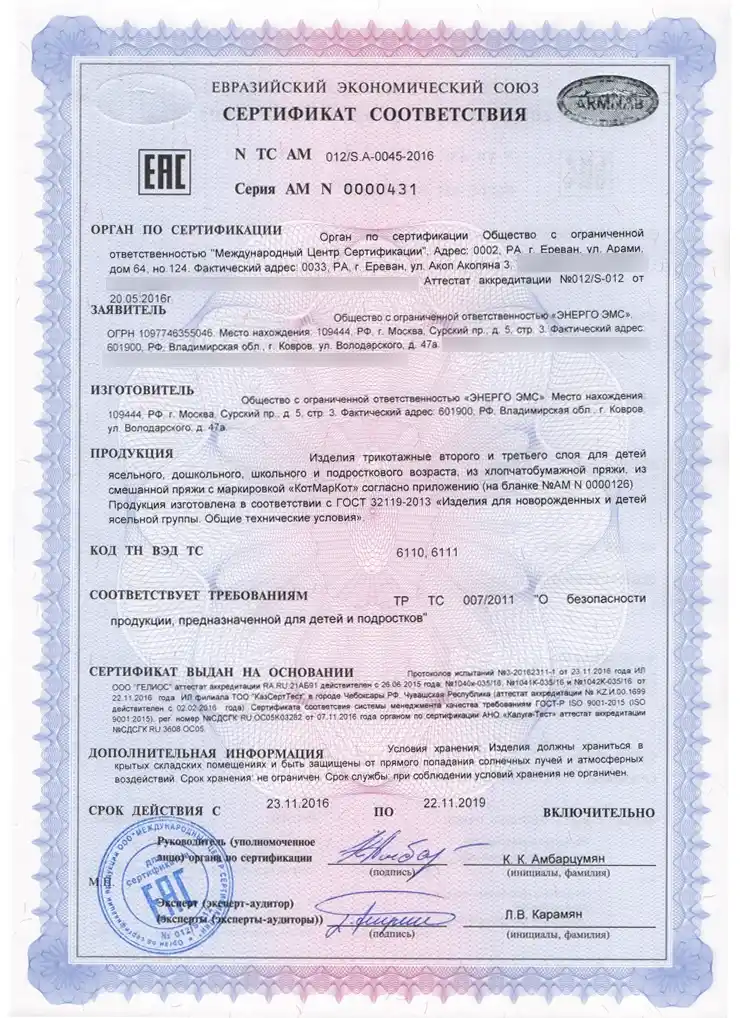 ЕВРАЗИЙСКИЙ ЭКОНОМИЧЕСКИЙ СОЮЗ
СЕРТИФИКАТ СООТВЕТСТВИЯ
ARMNAB
EAC
N ТС АМ 012/S.A-0045-2016
Серия АМ N 0000431
ОРГАН ПО СЕРТИФИКАЦИИ Орган по сертификации Общество с ограниченной
ответственностью "Международный Центр Сертификации". Адрес: 0002, РА. г. Ереван, ул. Арами,
дом 64, но 124. Фактический адрес: 0033, РА, г. Ереван, ул. Акоп Акопяна 3,
Аттестат аккредитации №012/S-012 от
20.05.2016г
ЗАЯВИТЕЛЬ Общество с ограниченной ответственностью «ЭНЕРГО ЭМС»,
ОГРН 1097746355046. Место нахождения: 109444, РФ, г. Москва, Сурский пр., д. 5, стр. 3. Фактический адрес:
601900, РФ, Владимирская обл., г. Ковров, ул. Володарского, д. 47а
ИЗГОТОВИТЕЛЬ Общество с ограниченной ответственностью «ЭНЕРГО ЭМС» Место нахождения:
109444, РФ, г. Москва, Сурский пр., д. 5, стр. 3. Фактический адрес: 601900, РФ, Владимирская обл., г. Ковров,
ул. Володарского, д. 47а
ПРОДУКЦИЯ Изделия трикотажные второго и третьего слоя для детей
ясельного, дошкольного, школьного и подросткового возраста, из хлопчатобумажной пряжи, из
смешанной пряжи с маркировкой «КотМарКот» согласно приложению (на бланке №АМ N 0000126)
Продукция изготовлена в соответствии с ГОСТ 32119-2013 «Изделия для новорожденных и детей
ясельной группы. Общие технические условия».
КОД ТН ВЭД ТС 6110, 6111
СООТВЕТСТВУЕТ ТРЕБОВАНИЯМ ТР ТС 007/2011 "О безопасности
продукции, предназначенной для детей и подростков"
СЕРТИФИКАТ ВЫДАН НА ОСНОВАНИИ Протоколов испытаний №3-20162311-1 от 23.11.2016 года ИЛ
ООО "ГЕЛИОС" аттестат аккредитации RA.RU.21АБ91 действителен с 26.06.2015 года; №1040к-035/16, №1041К-035/16 и №1042К-035/16 от
22.11.2016 года ИЛ филиала ТОО "КазСертТест" в городе Чебоксары РФ, Чувашская Республика (аттестат аккредитации № KZ.И.00.1699
действителен с 02.02.2016 года). Сертификата соответствия системы менеджмента качества требованиям ГОСТ-Р ISO 9001-2015 (ISO
9001:2015), рег номер №СДСГК RU.ОС05К03282 от 07.11.2016 года органом по сертификации АНО «Калуга-Тест» аттестат аккредитации
№СДСГК RU.3608.ОС05.
ДОПОЛНИТЕЛЬНАЯ ИНФОРМАЦИЯ Условия хранения: Изделия должны храниться в
крытых складских помещениях и быть защищены от прямого попадания солнечных лучей и атмосферных
воздействий. Срок хранения: не ограничен. Срок службы: при соблюдении условий хранения не органичен.
СРОК ДЕЙСТВИЯ С 23.11.2016 ПО 22.11.2019 ВКЛЮЧИТЕЛЬНО
Руководитель (уполномоченное
лицо) органа по сертификации К. К. Амбарцумян
(подпись) (инициалы, фамилия)
М.П.
Эксперт (эксперт-аудитор)
(эксперты (эксперты-аудиторы)) Л.В. Карамян
(подпись) (инициалы, фамилия)
EAC